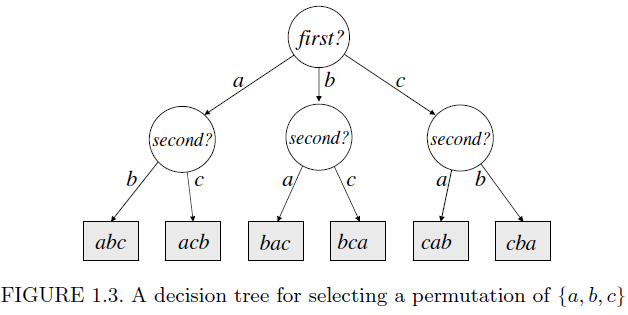 first?
a b c
second? second? second?
b c a c a b
abc acb bac bca cab cba
FIGURE 1.3. A decision tree for selecting a permutation of {a, b, c}